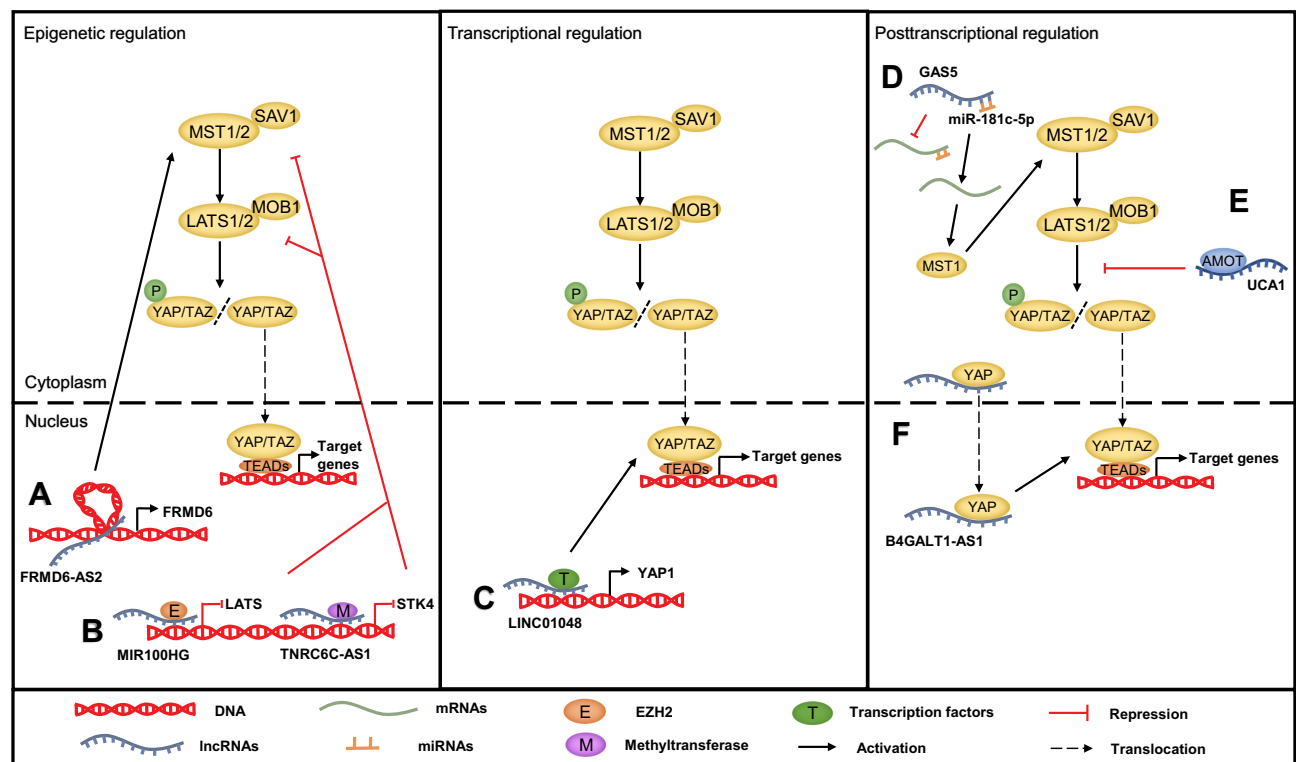 Epigenetic regulation
SAV1
MST1/2
MOB1
LATS1/2
P
YAP/TAZ
YAP/TAZ
Cytoplasm
Nucleus
YAP/TAZ
TEADs
Target
genes
A
FRMD6
FRMD6-AS2
B
E
LATS
M
STK4
MIR100HG
TNRC6C-AS1
Transcriptional regulation
SAV1
MST1/2
MOB1
LATS1/2
P
YAP/TAZ
YAP/TAZ
YAP/TAZ
TEADs
Target genes
C
T
YAP1
LINC01048
Posttranscriptional regulation
D
GAS5
miR-181c-5p
SAV1
MST1/2
MOB1
LATS1/2
MST1
E
AMOT
UCA1
P
YAP/TAZ
YAP/TAZ
YAP
F
YAP/TAZ
TEADs
Target genes
YAP
B4GALT1-AS1
DNA
mRNAs
E
EZH2
T
Transcription factors
Repression
lncRNAs
miRNAs
M
Methyltransferase
Activation
Translocation